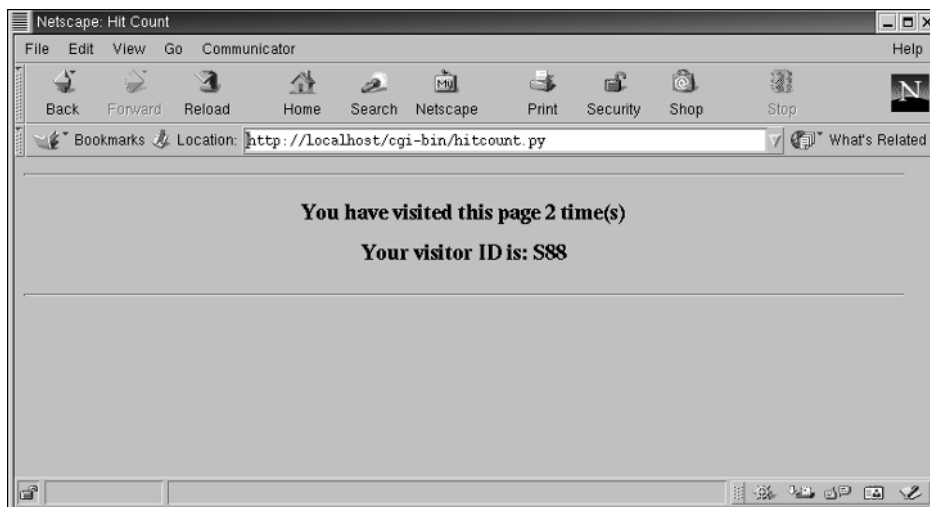 Netscape: Hit Count
File Edit View Go Communicator Help
Back Forward Reload Home Search Netscape Print Security Shop Stop N
My
Bookmarks Location: http://localhost/cgi-bin/hitcount.py What's Related
You have visited this page 2 time(s)
Your visitor ID is: S88